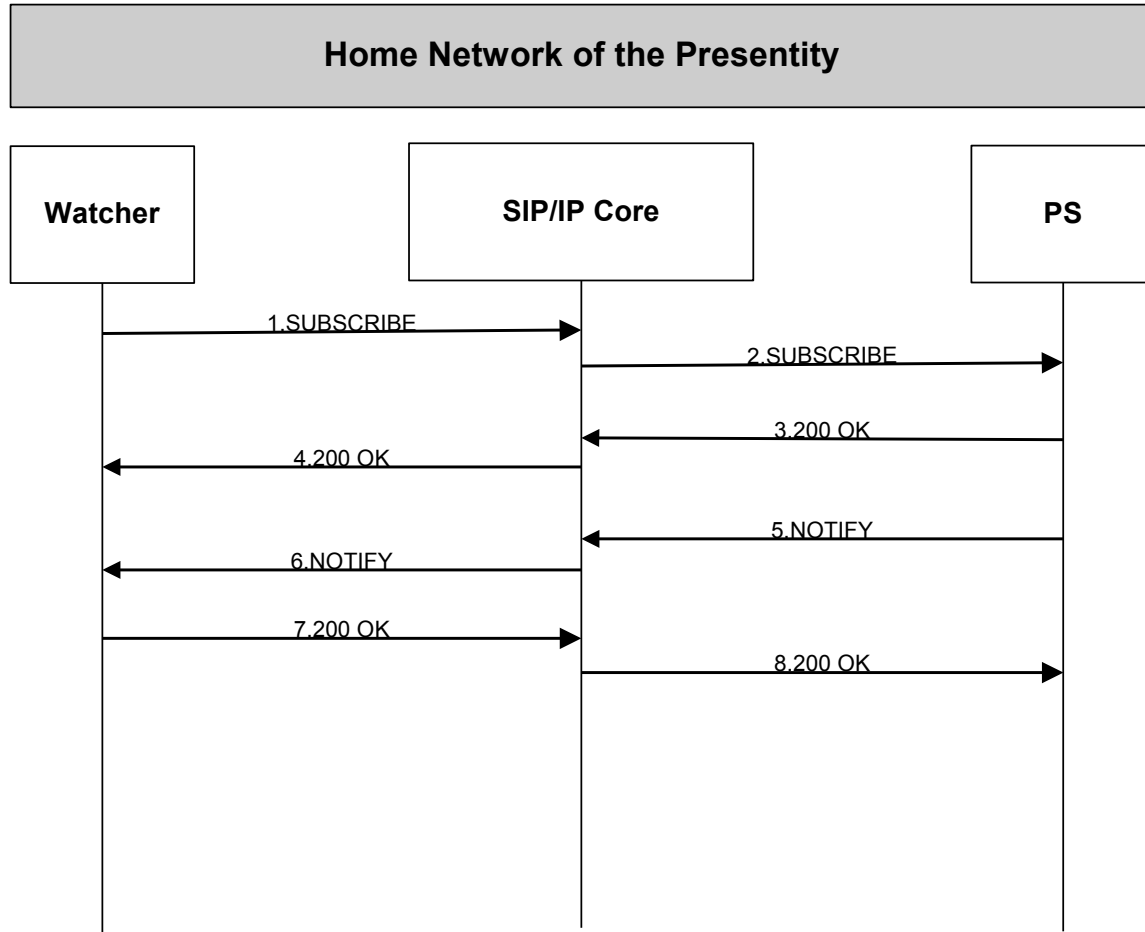 Home Network of the Presentity
Watcher
SIP/IP Core
PS
1.SUBSCRIBE
2.SUBSCRIBE
3.200 OK
4.200 OK
5.NOTIFY
6.NOTIFY
7.200 OK
8.200 OK